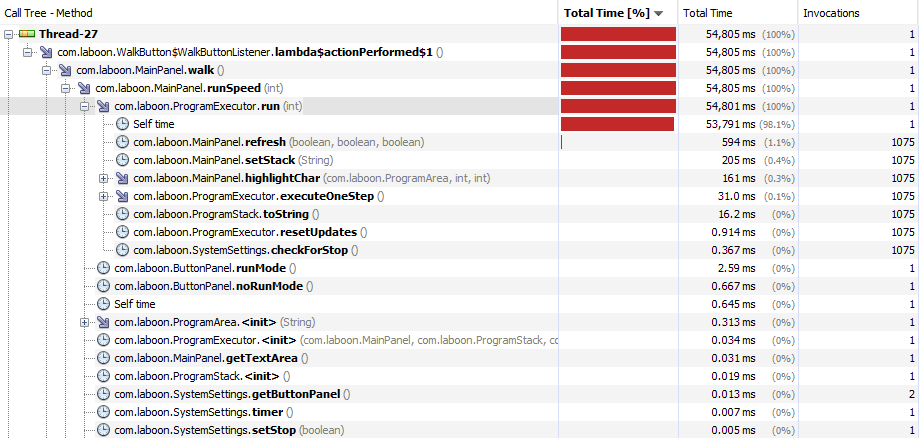 Call Tree - Method Total Time [%] Total Time Invocations
Thread-27 54,805 ms (100%) 1
com.laboon.WalkButton$WalkButtonListener.lambda$actionPerformed$1 () 54,805 ms (100%) 1
com.laboon.MainPanel.walk () 54,805 ms (100%) 1
com.laboon.MainPanel.runSpeed (int) 54,805 ms (100%) 1
com.laboon.ProgramExecutor.run (int) 54,801 ms (100%) 1
Self time 53,791 ms (98.1%) 1
com.laboon.MainPanel.refresh (boolean, boolean, boolean) 594 ms (1.1%) 1075
com.laboon.MainPanel.setStack (String) 205 ms (0.4%) 1075
com.laboon.MainPanel.highlightChar (com.laboon.ProgramArea, int, int) 161 ms (0.3%) 1075
com.laboon.ProgramExecutor.executeOneStep () 31.0 ms (0.1%) 1075
com.laboon.ProgramStack.toString () 16.2 ms (0%) 1075
com.laboon.ProgramExecutor.resetUpdates () 0.914 ms (0%) 1075
com.laboon.SystemSettings.checkForStop () 0.367 ms (0%) 1075
com.laboon.ButtonPanel.runMode () 2.59 ms (0%) 1
com.laboon.ButtonPanel.noRunMode () 0.667 ms (0%) 1
Self time 0.645 ms (0%) 1
com.laboon.ProgramArea.<init> (String) 0.313 ms (0%) 1
com.laboon.ProgramExecutor.<init> (com.laboon.MainPanel, com.laboon.ProgramStack, cc 0.034 ms (0%) 1
com.laboon.MainPanel.getTextArea () 0.031 ms (0%) 1
com.laboon.ProgramStack.<init> () 0.019 ms (0%) 1
com.laboon.SystemSettings.getButtonPanel () 0.013 ms (0%) 2
com.laboon.SystemSettings.timer () 0.007 ms (0%) 1
com.laboon.SystemSettings.setStop (boolean) 0.005 ms (0%) 1